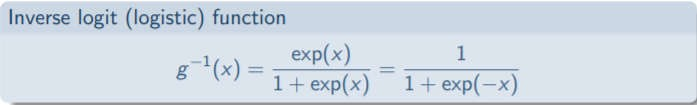 Inverse logit (logistic) function
g⁻¹(x) = exp(x) / (1 + exp(x)) = 1 / (1 + exp(−x))